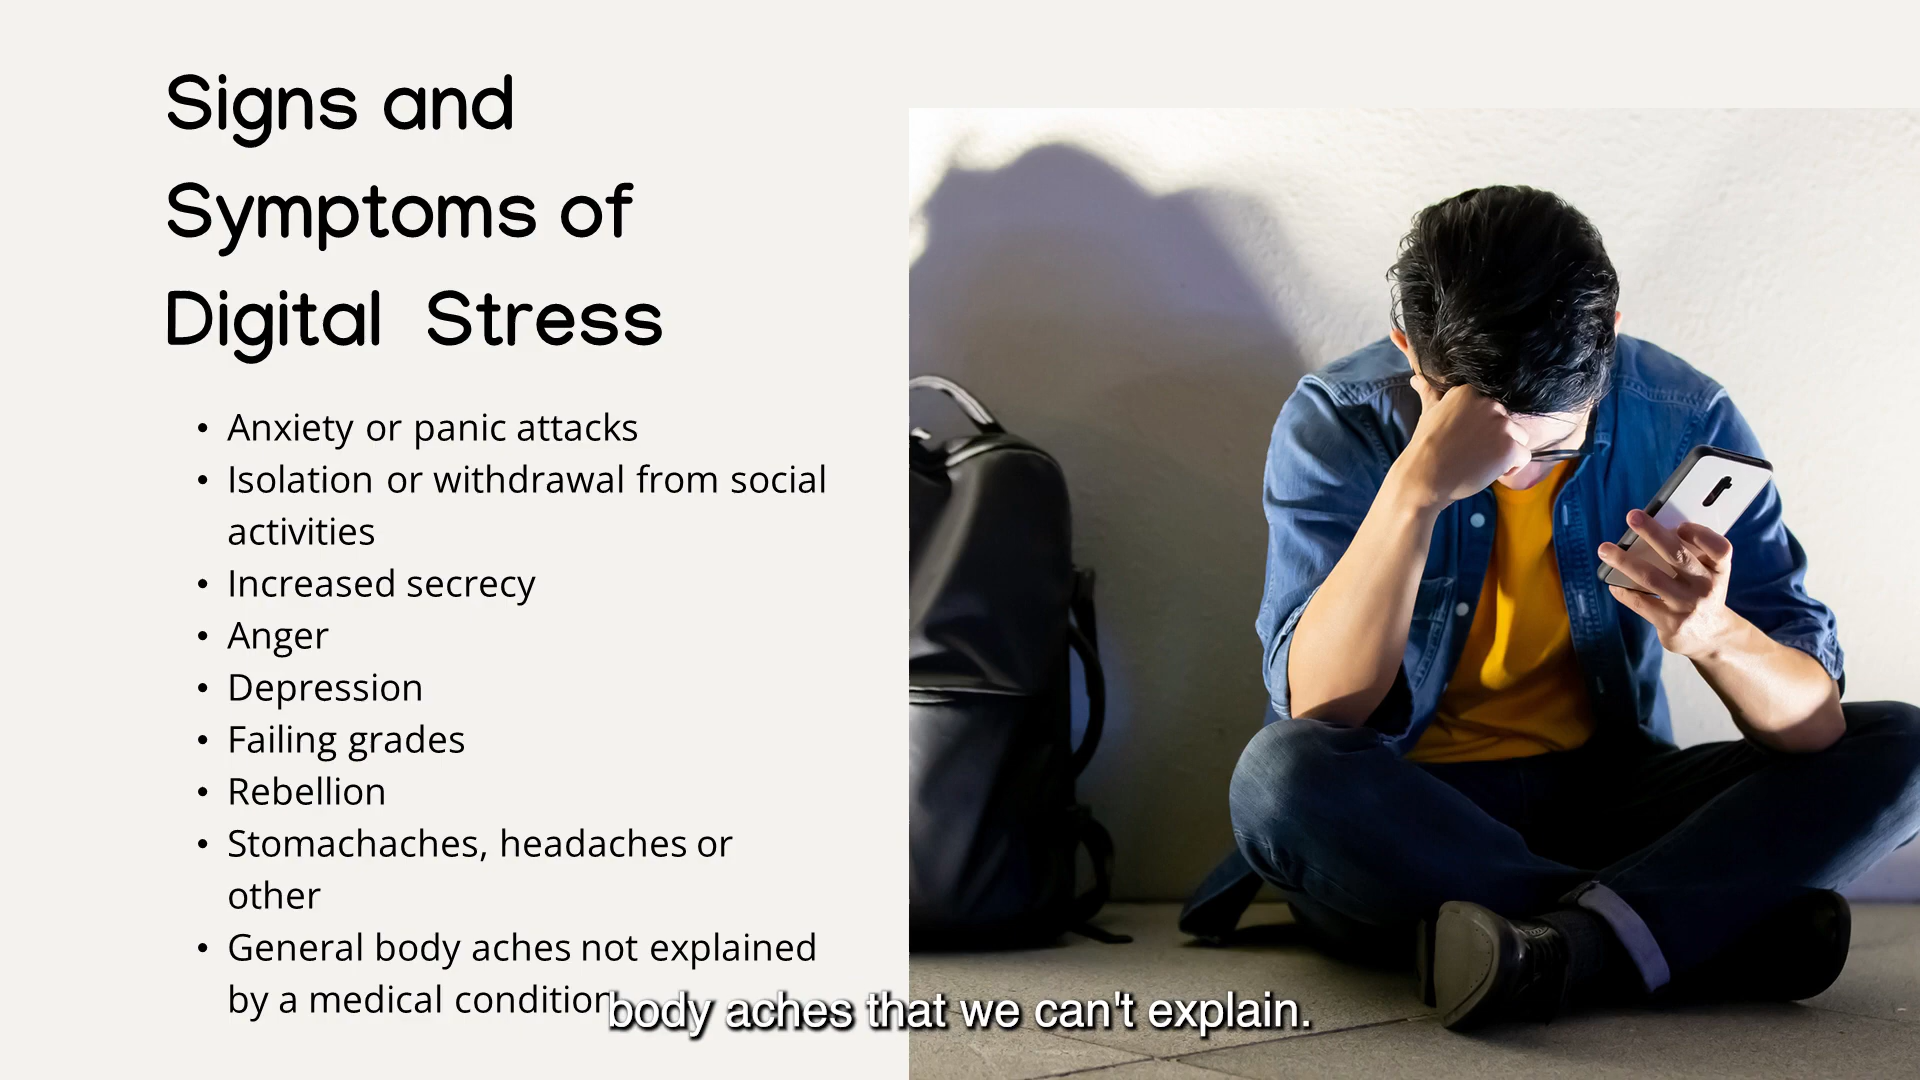 Signs and
Symptoms of
Digital Stress
• Anxiety or panic attacks
• Isolation or withdrawal from social
activities
• Increased secrecy
• Anger
• Depression
• Failing grades
• Rebellion
• Stomachaches, headaches or
other
• General body aches not explained
by a medical condition
body aches that we can't explain.